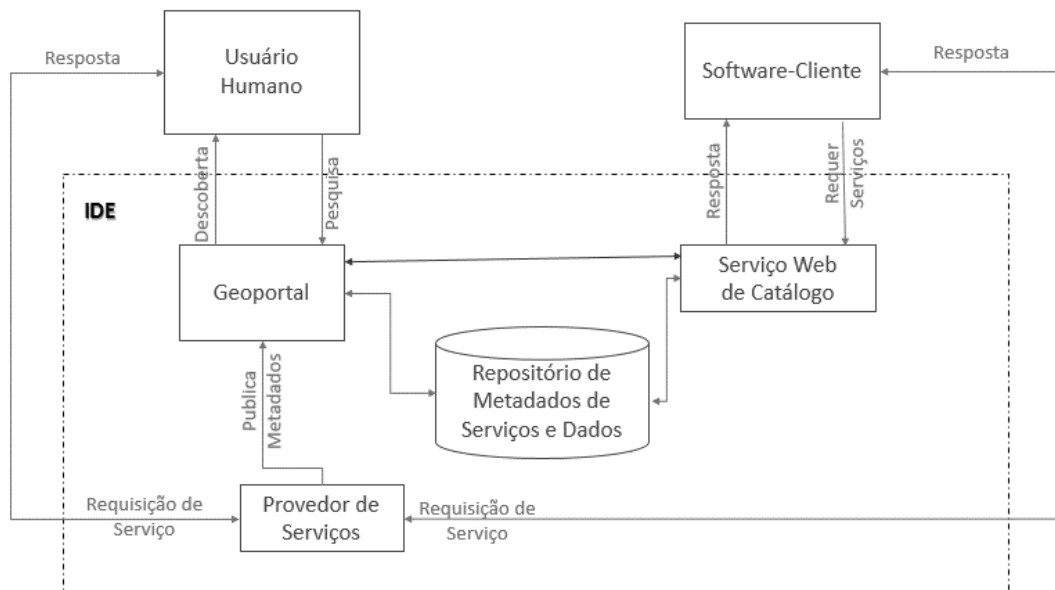 Resposta
Usuário
Humano
Software-Cliente
Resposta
Descoberta
Pesquisa
Resposta
Requer
Serviços
IDE
Geoportal
Serviço Web
de Catálogo
Publica
Metadados
Repositório de
Metadados de
Serviços e Dados
Requisição de
Serviço
Provedor de
Serviços
Requisição de
Serviço